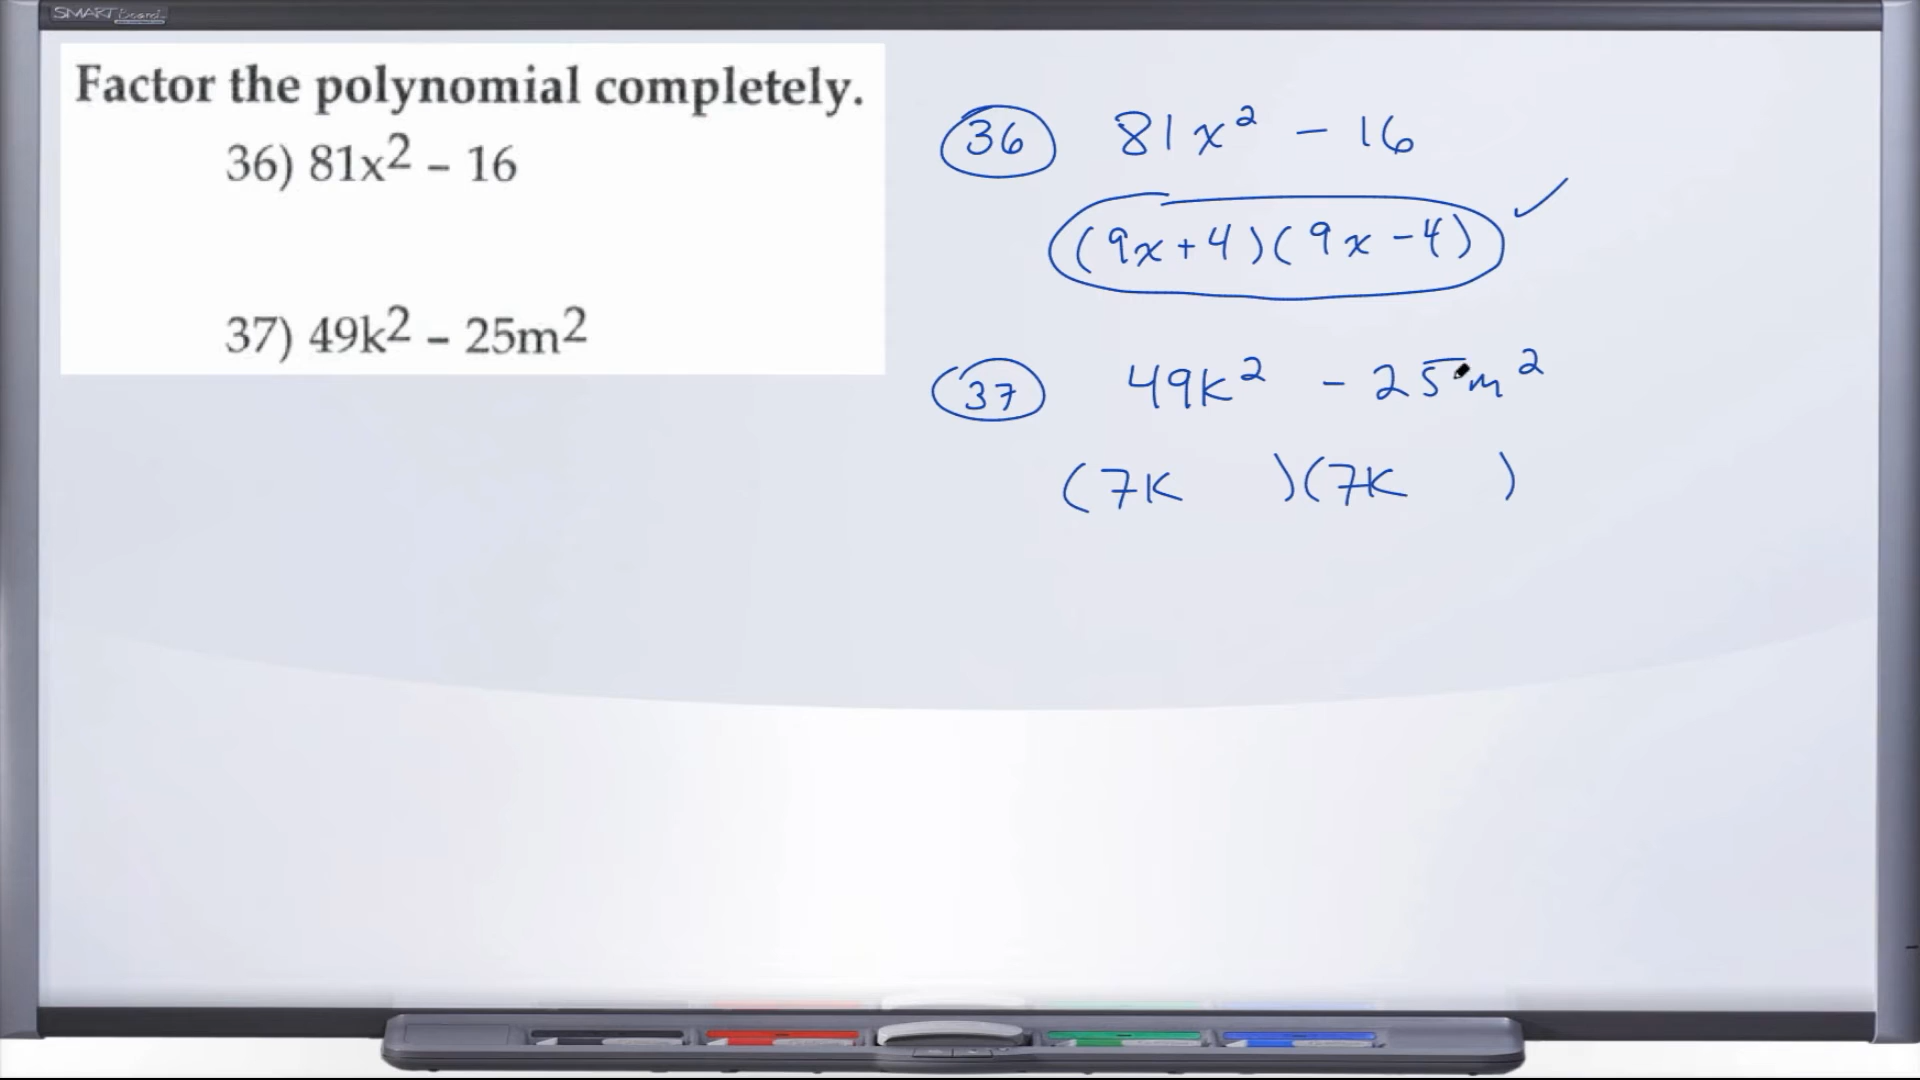 SMART Board
Factor the polynomial completely.
36) 81x² – 16
37) 49k² – 25m²
36 81x² - 16
(9x+4)(9x-4) ✓
37 49k² - 25m²
(7k )(7k )